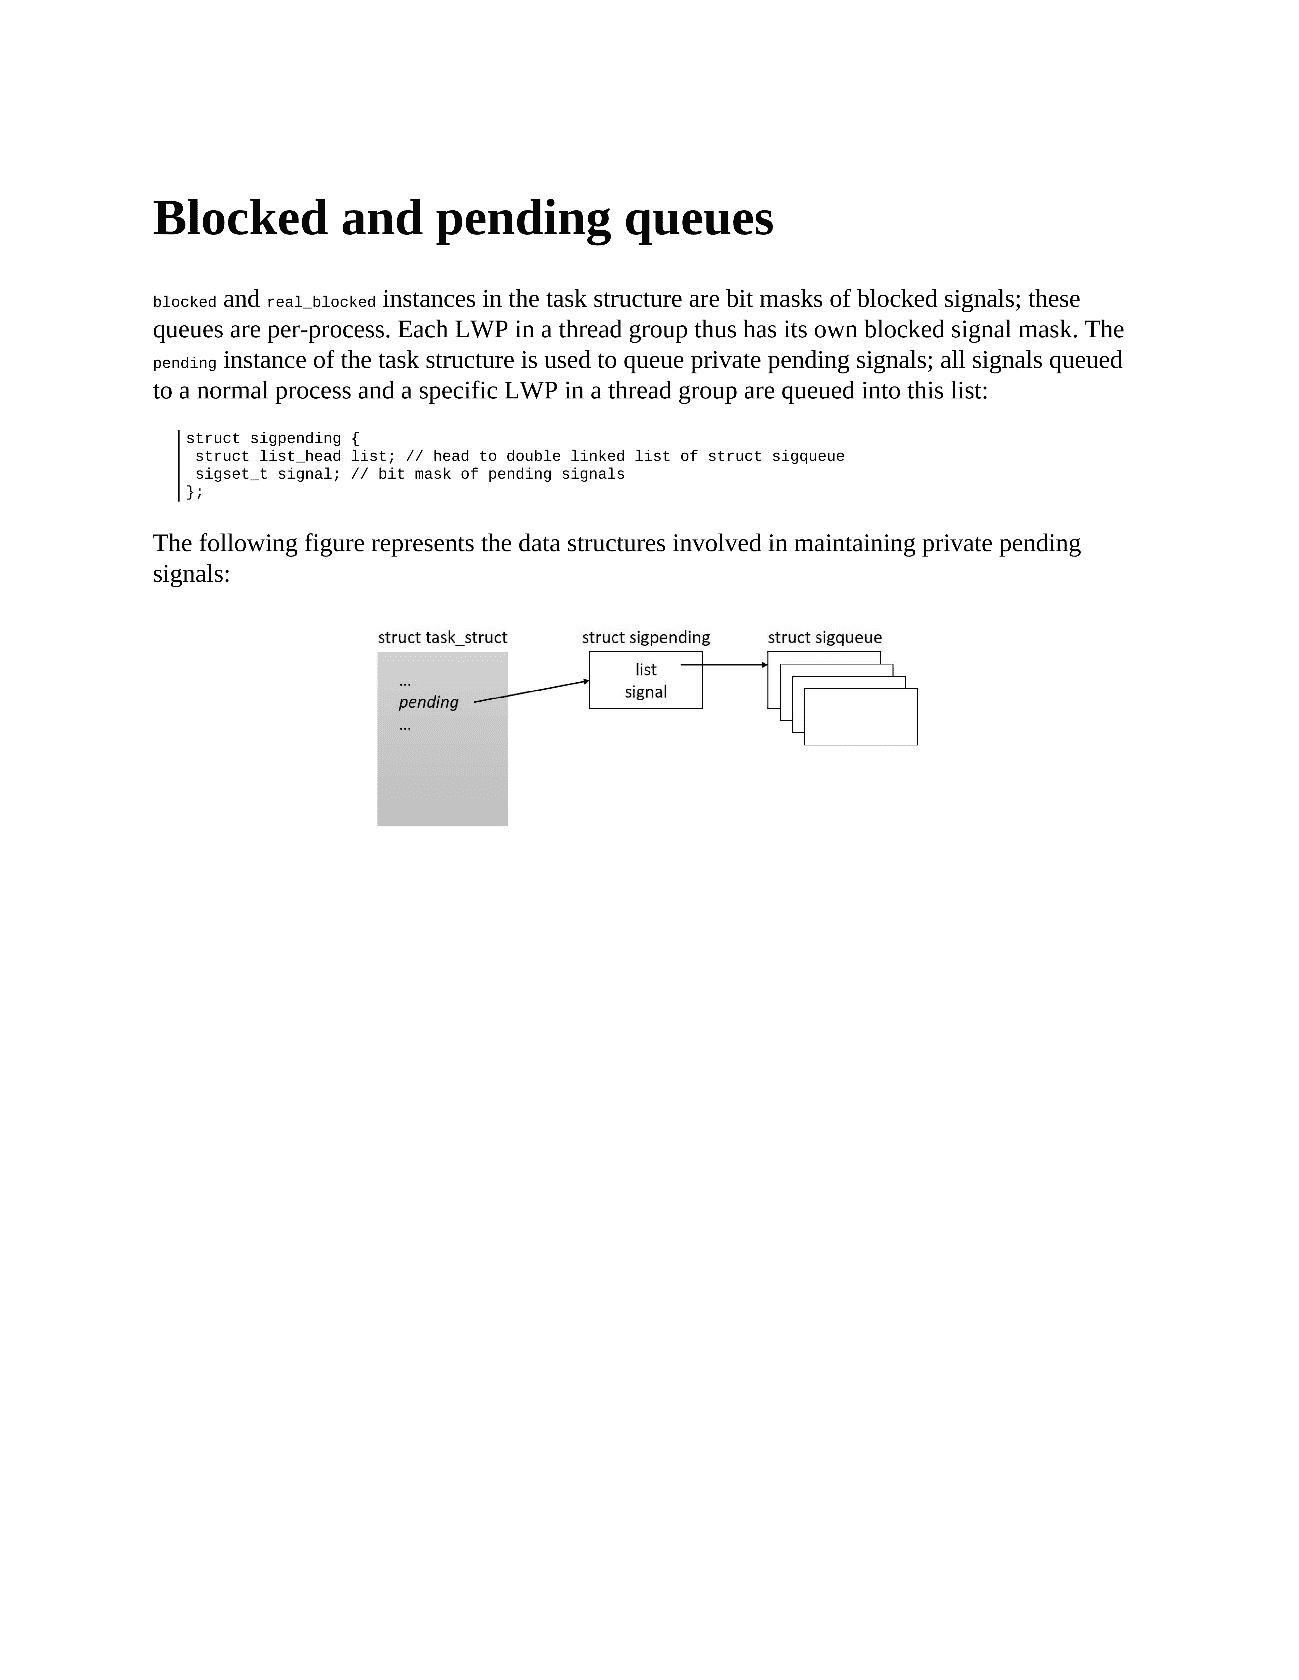 Blocked and pending queues
blocked and real_blocked instances in the task structure are bit masks of blocked signals; these
queues are per-process. Each LWP in a thread group thus has its own blocked signal mask. The
pending instance of the task structure is used to queue private pending signals; all signals queued
to a normal process and a specific LWP in a thread group are queued into this list:
struct sigpending {
 struct list_head list; // head to double linked list of struct sigqueue
 sigset_t signal; // bit mask of pending signals
};
The following figure represents the data structures involved in maintaining private pending
signals:
struct task_struct
...
pending
...
struct sigpending
list
signal
struct sigqueue